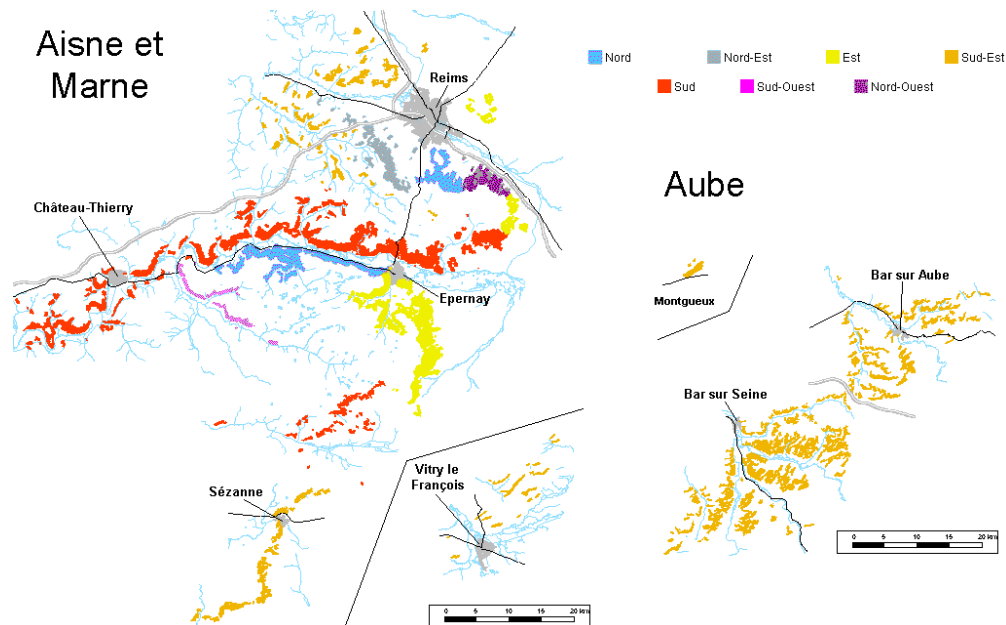 Aisne et
Marne
Nord
Nord-Est
Est
Sud-Est
Sud
Sud-Ouest
Nord-Ouest
Reims
Aube
Château-Thierry
Epernay
Montgueux
Bar sur Aube
Bar sur Seine
Vitry le
François
Sézanne
0 5 10 15 20 km
0 5 10 15 20 km